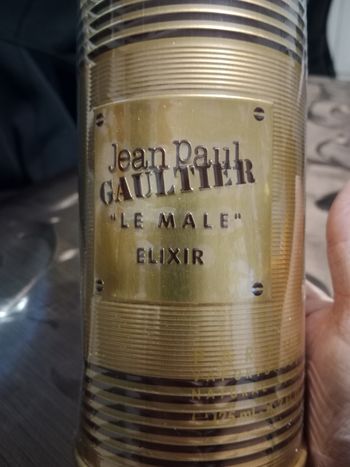 Jean Paul
GAULTIER
"LE MALE"
ELIXIR